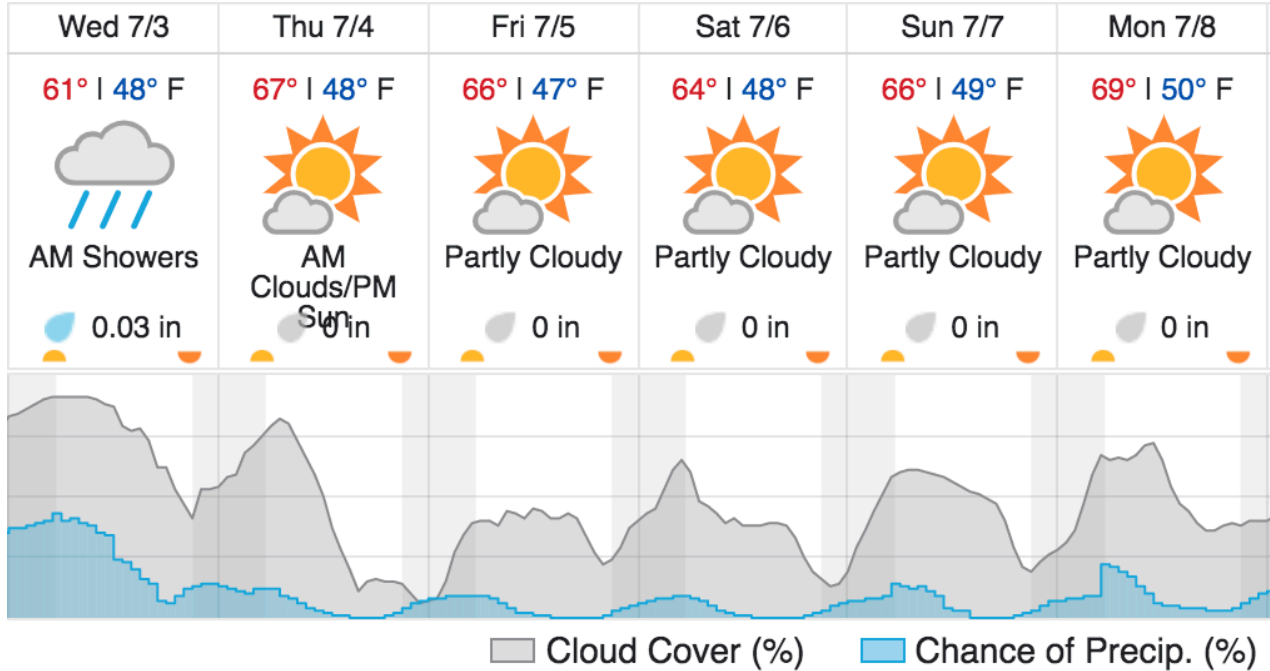 Wed 7/3 Thu 7/4 Fri 7/5 Sat 7/6 Sun 7/7 Mon 7/8
61° | 48° F 67° | 48° F 66° | 47° F 64° | 48° F 66° | 49° F 69° | 50° F
AM Showers AM Partly Cloudy Partly Cloudy Partly Cloudy Partly Cloudy
Clouds/PM
Sun
0.03 in 0 in 0 in 0 in 0 in 0 in
Cloud Cover (%) Chance of Precip. (%)